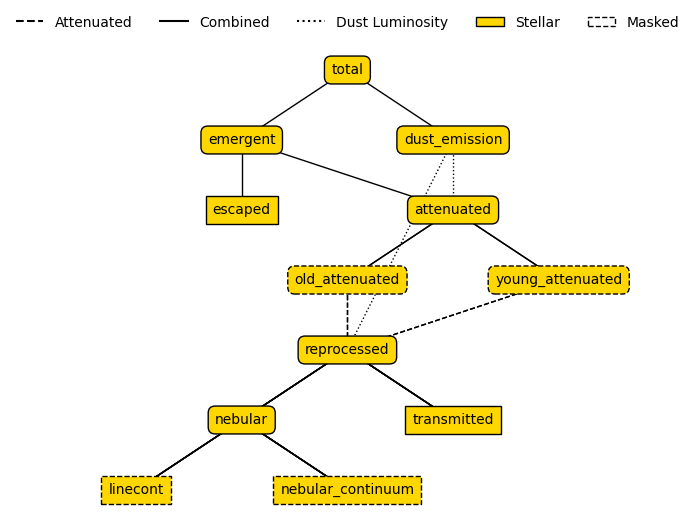 Attenuated Combined Dust Luminosity Stellar Masked
total
emergent dust_emission
escaped attenuated
old_attenuated young_attenuated
reprocessed
nebular transmitted
linecont nebular_continuum